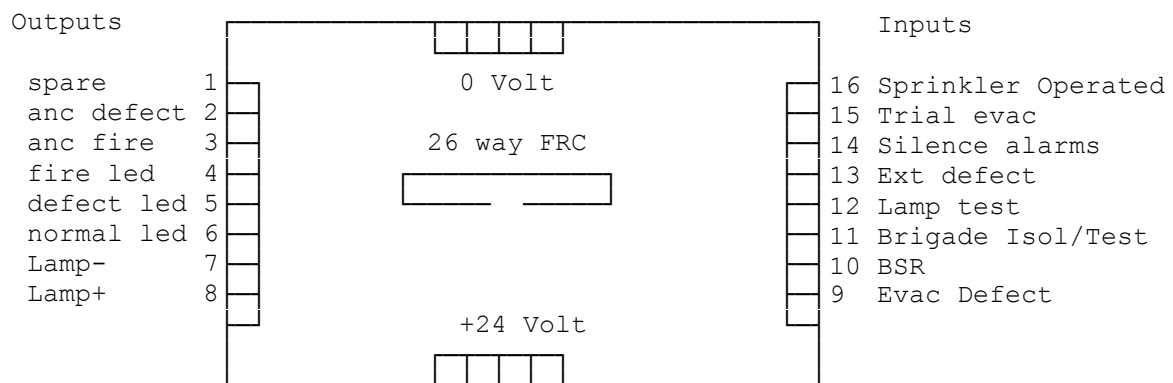 Outputs
Inputs
0 Volt
spare 1
16 Sprinkler Operated
anc defect 2
15 Trial evac
anc fire 3
26 way FRC
14 Silence alarms
fire led 4
13 Ext defect
defect led 5
12 Lamp test
normal led 6
11 Brigade Isol/Test
Lamp- 7
10 BSR
Lamp+ 8
9 Evac Defect
+24 Volt